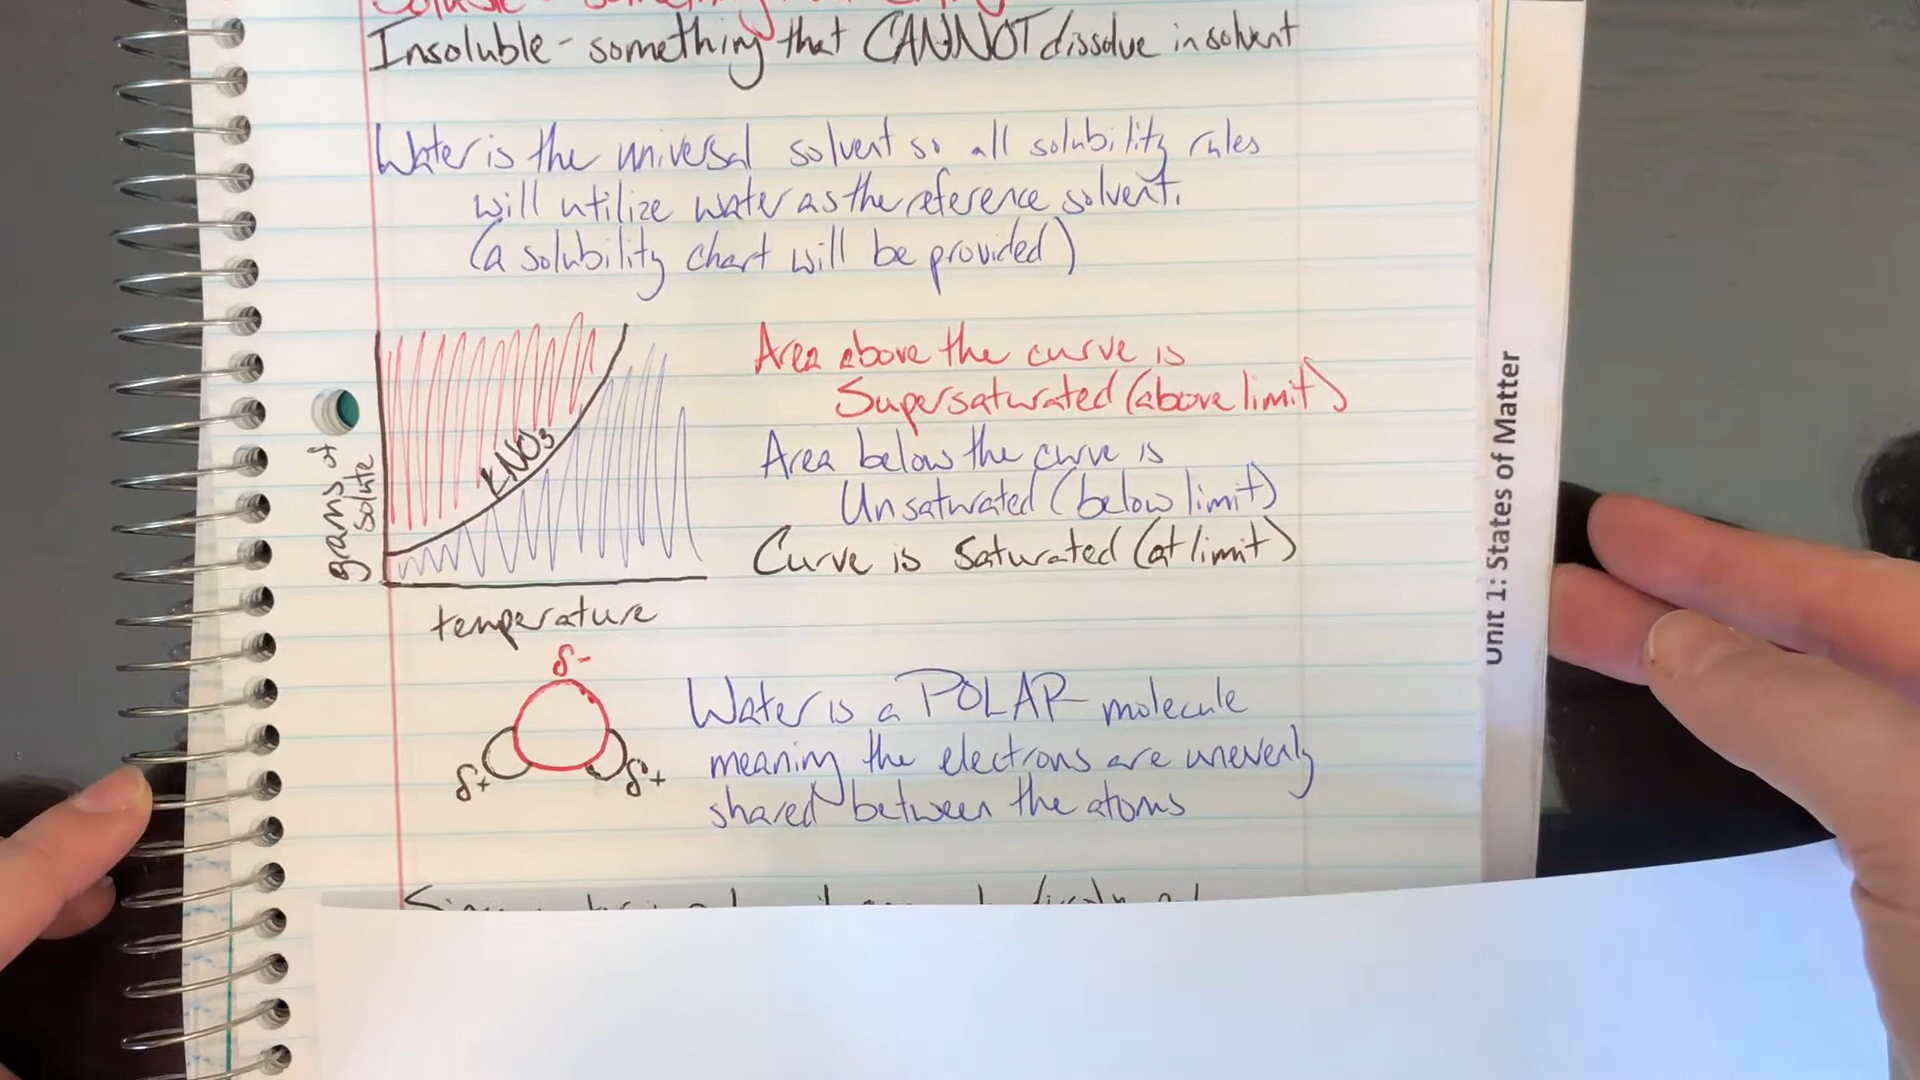 Insoluble - something that CANNOT dissolve in solvent
Water is the universal solvent so all solubility rules
will utilize water as the reference solvent.
(a solubility chart will be provided)
grams of
solute
KNO3
temperature
Area above the curve is
Supersaturated (above limit)
Area below the curve is
Unsaturated (below limit)
Curve is Saturated (at limit)
δ-
δ+
δ+
Water is a POLAR molecule
meaning the electrons are unevenly
shared between the atoms
Unit 1: States of Matter